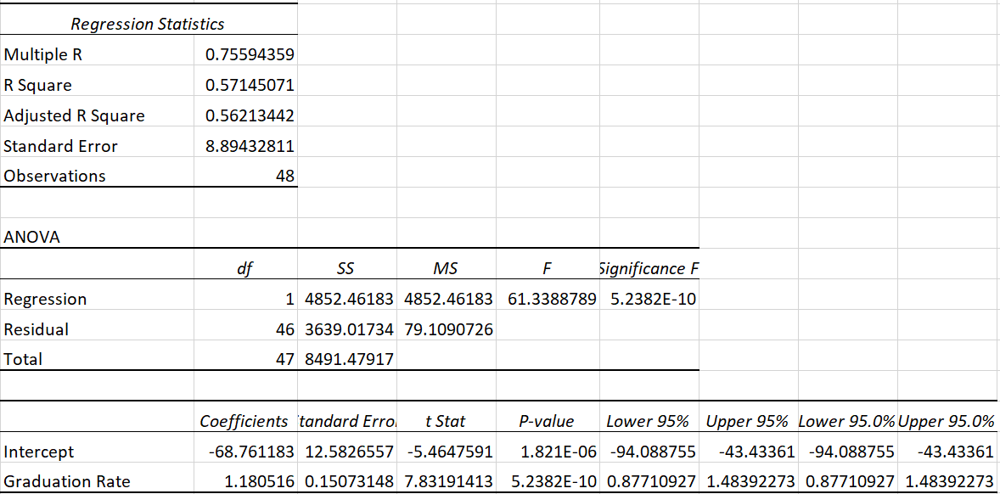 Regression Statistics
Multiple R 0.75594359
R Square 0.57145071
Adjusted R Square 0.56213442
Standard Error 8.89432811
Observations 48
ANOVA
df SS MS F Significance F
Regression 1 4852.46183 4852.46183 61.3388789 5.2382E-10
Residual 46 3639.01734 79.1090726
Total 47 8491.47917
Coefficients tandard Erro t Stat P-value Lower 95% Upper 95% Lower 95.0% Upper 95.0%
Intercept -68.761183 12.5826557 -5.4647591 1.821E-06 -94.088755 -43.43361 -94.088755 -43.43361
Graduation Rate 1.180516 0.15073148 7.83191413 5.2382E-10 0.87710927 1.48392273 0.87710927 1.48392273